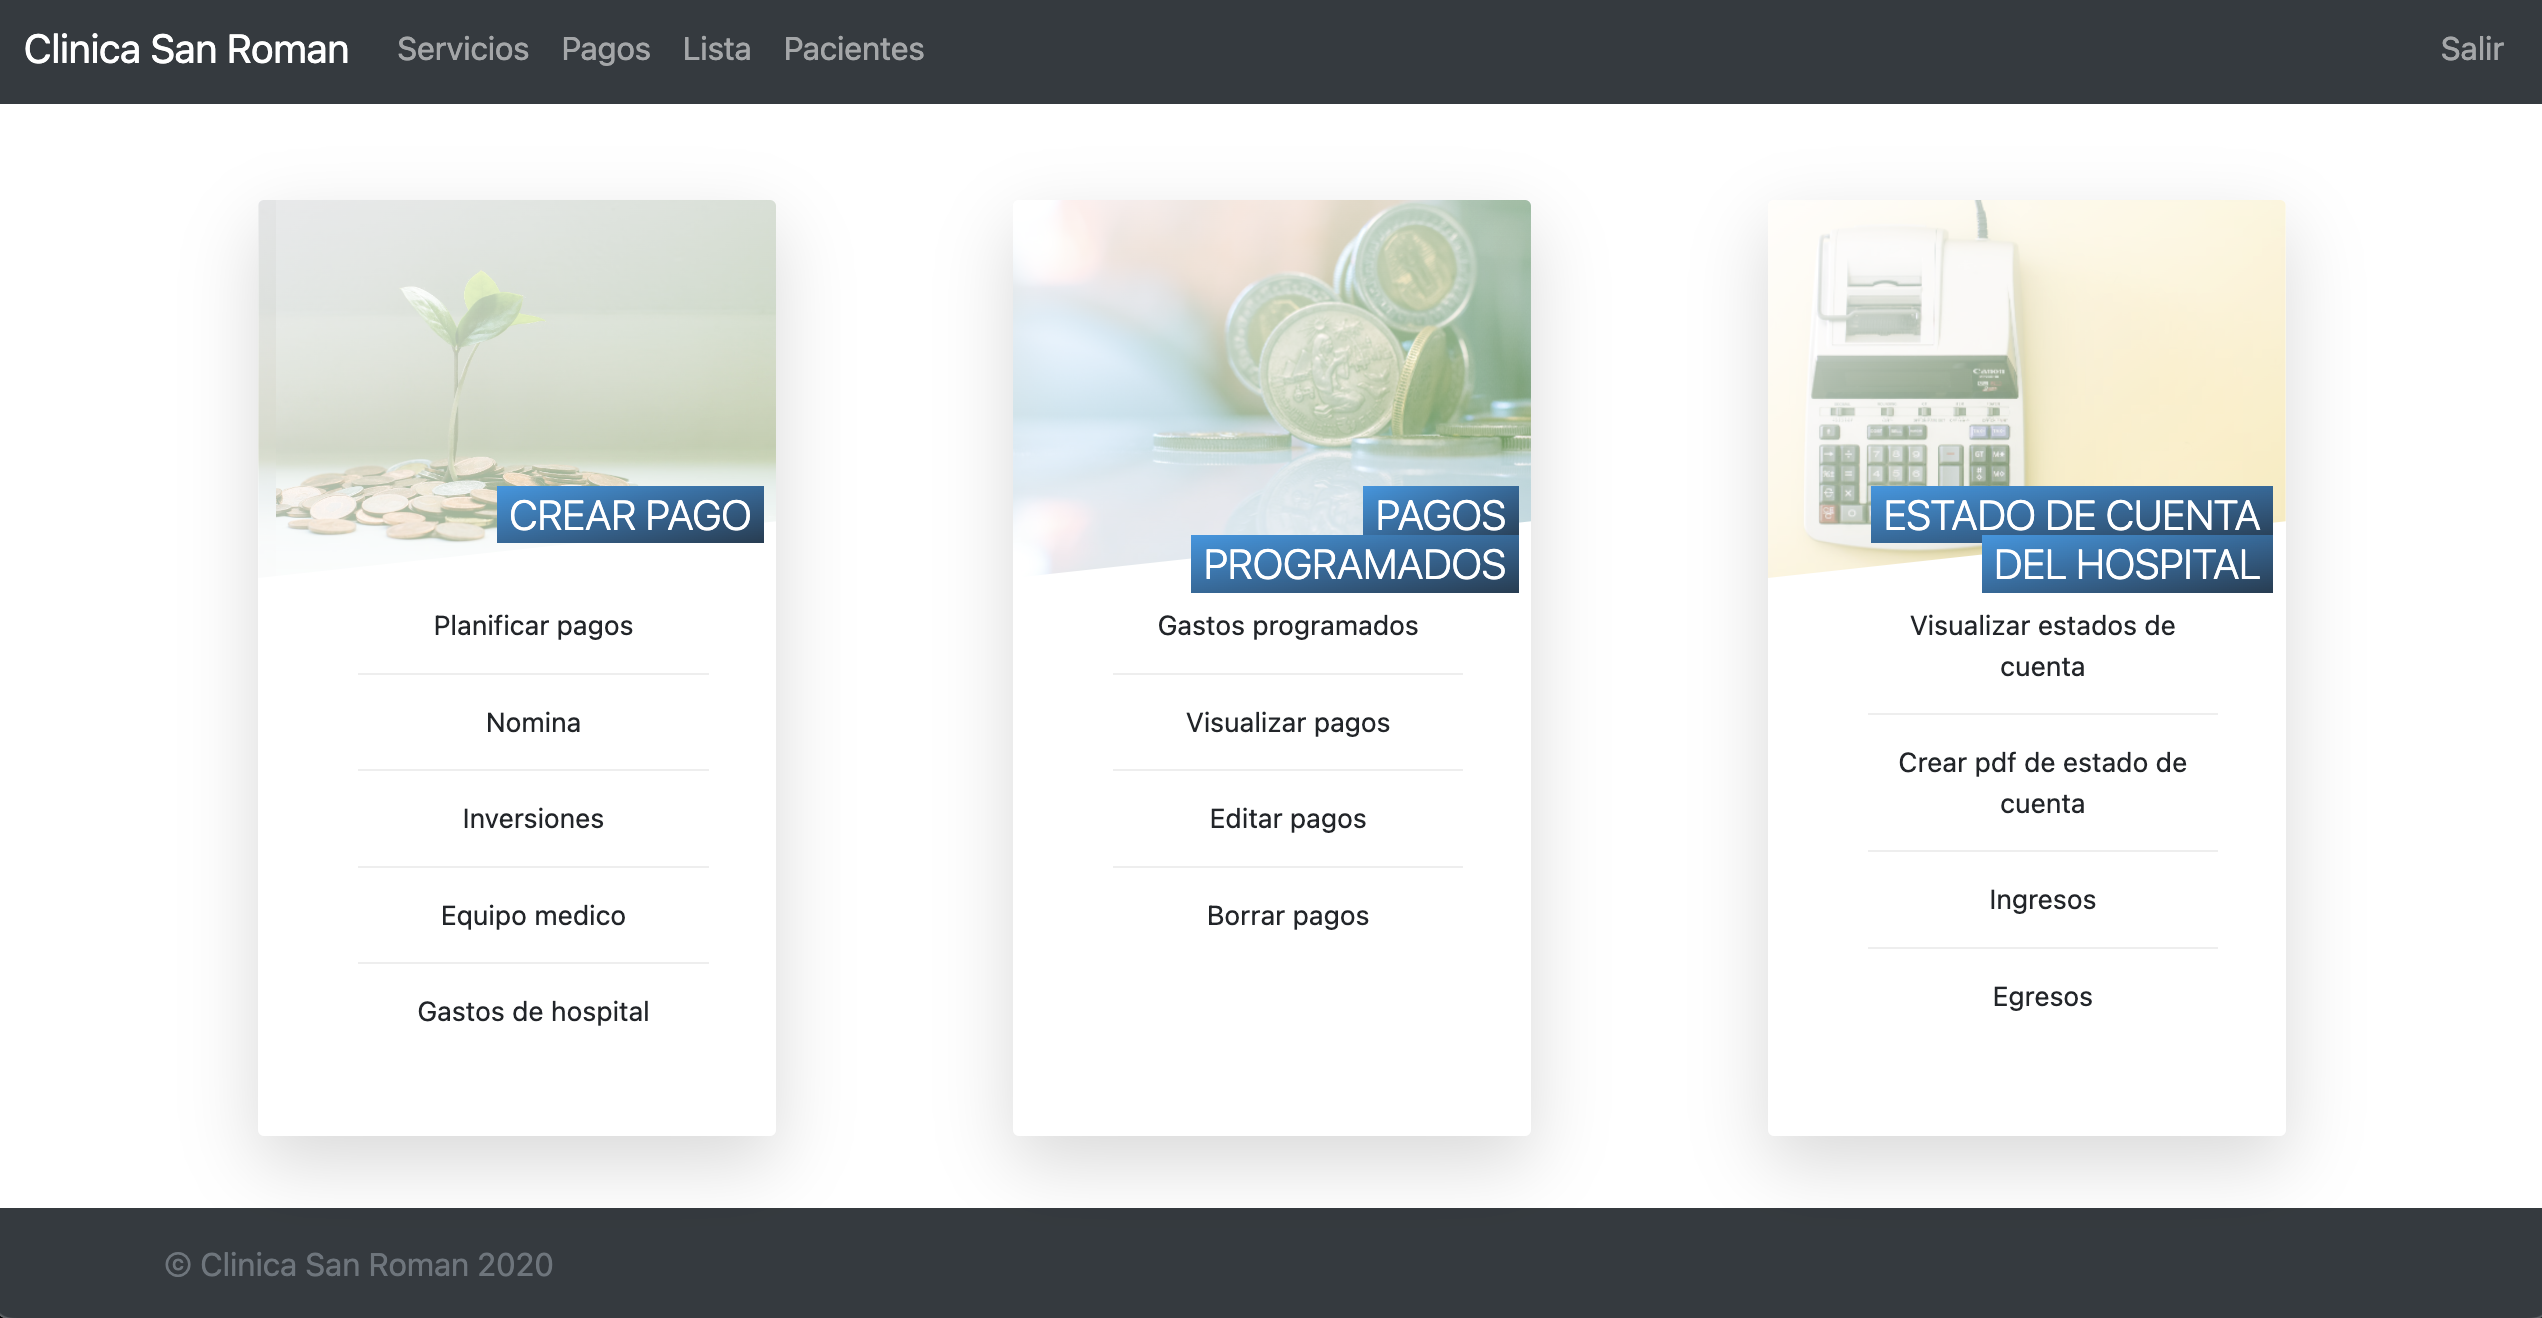 Clinica San Roman Servicios Pagos Lista Pacientes Salir
Canon
CREAR PAGO
Planificar pagos
Nomina
Inversiones
Equipo medico
Gastos de hospital
PAGOS
PROGRAMADOS
Gastos programados
Visualizar pagos
Editar pagos
Borrar pagos
ESTADO DE CUENTA
DEL HOSPITAL
Visualizar estados de
cuenta
Crear pdf de estado de
cuenta
Ingresos
Egresos
© Clinica San Roman 2020